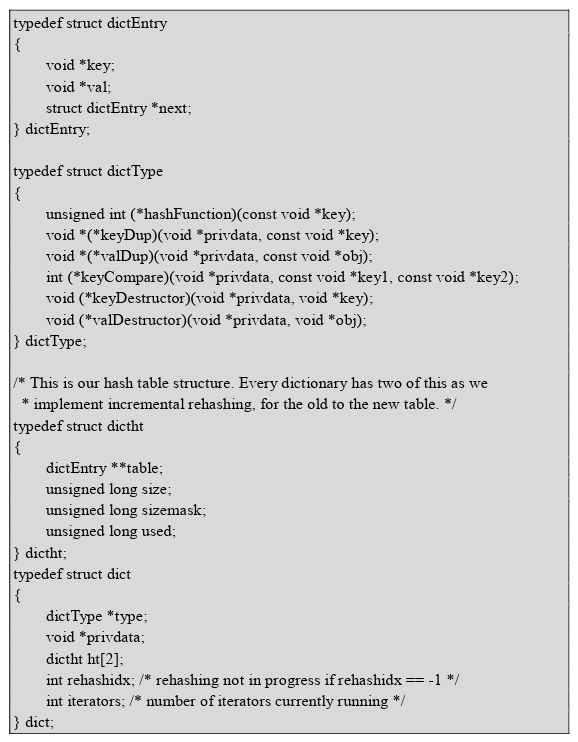 typedef struct dictEntry
{
void *key;
void *val;
struct dictEntry *next;
} dictEntry;
typedef struct dictType
{
unsigned int (*hashFunction)(const void *key);
void *(*keyDup)(void *privdata, const void *key);
void *(*valDup)(void *privdata, const void *obj);
int (*keyCompare)(void *privdata, const void *key1, const void *key2);
void (*keyDestructor)(void *privdata, void *key);
void (*valDestructor)(void *privdata, void *obj);
} dictType;
/* This is our hash table structure. Every dictionary has two of this as we
* implement incremental rehashing, for the old to the new table. */
typedef struct dictht
{
dictEntry **table;
unsigned long size;
unsigned long sizemask;
unsigned long used;
} dictht;
typedef struct dict
{
dictType *type;
void *privdata;
dictht ht[2];
int rehashidx; /* rehashing not in progress if rehashidx == -1 */
int iterators; /* number of iterators currently running */
} dict;